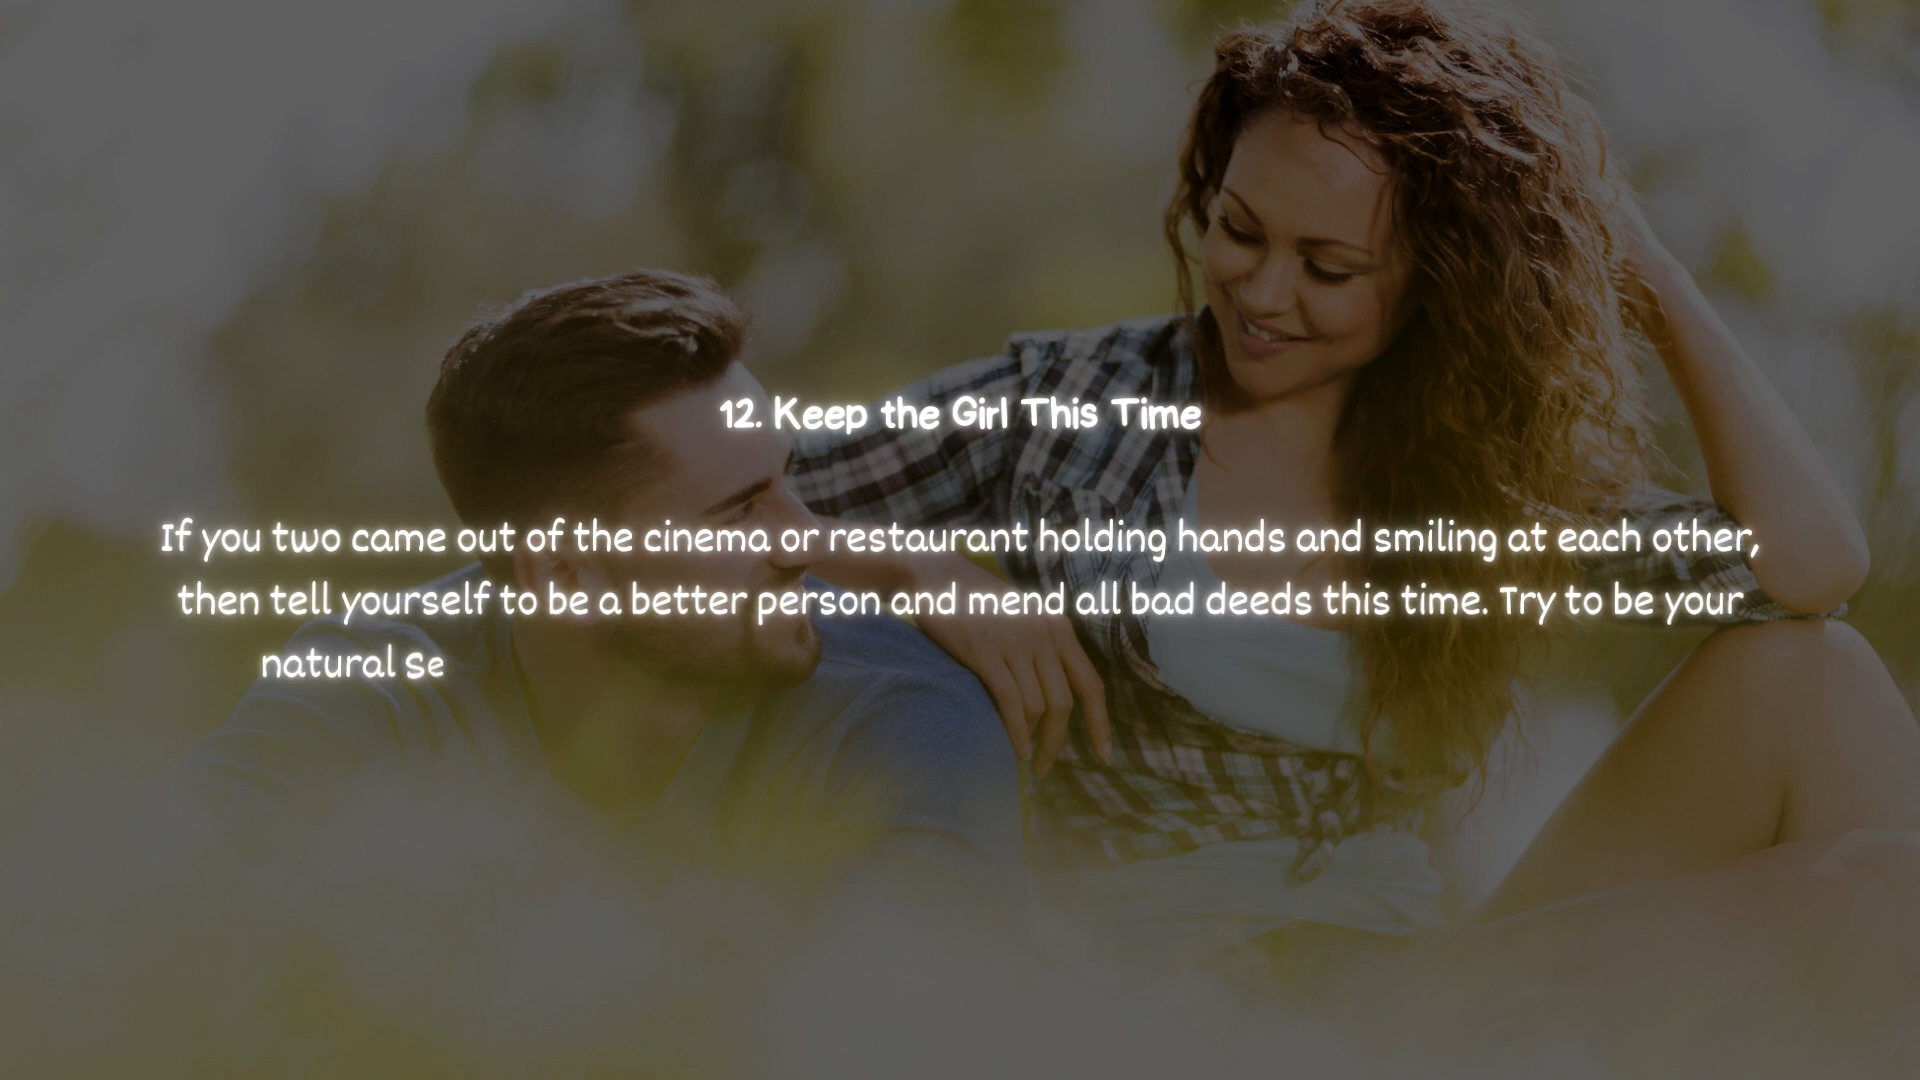 12. Keep the Girl This Time
If you two came out of the cinema or restaurant holding hands and smiling at each other,
then tell yourself to be a better person and mend all bad deeds this time. Try to be your
natural se